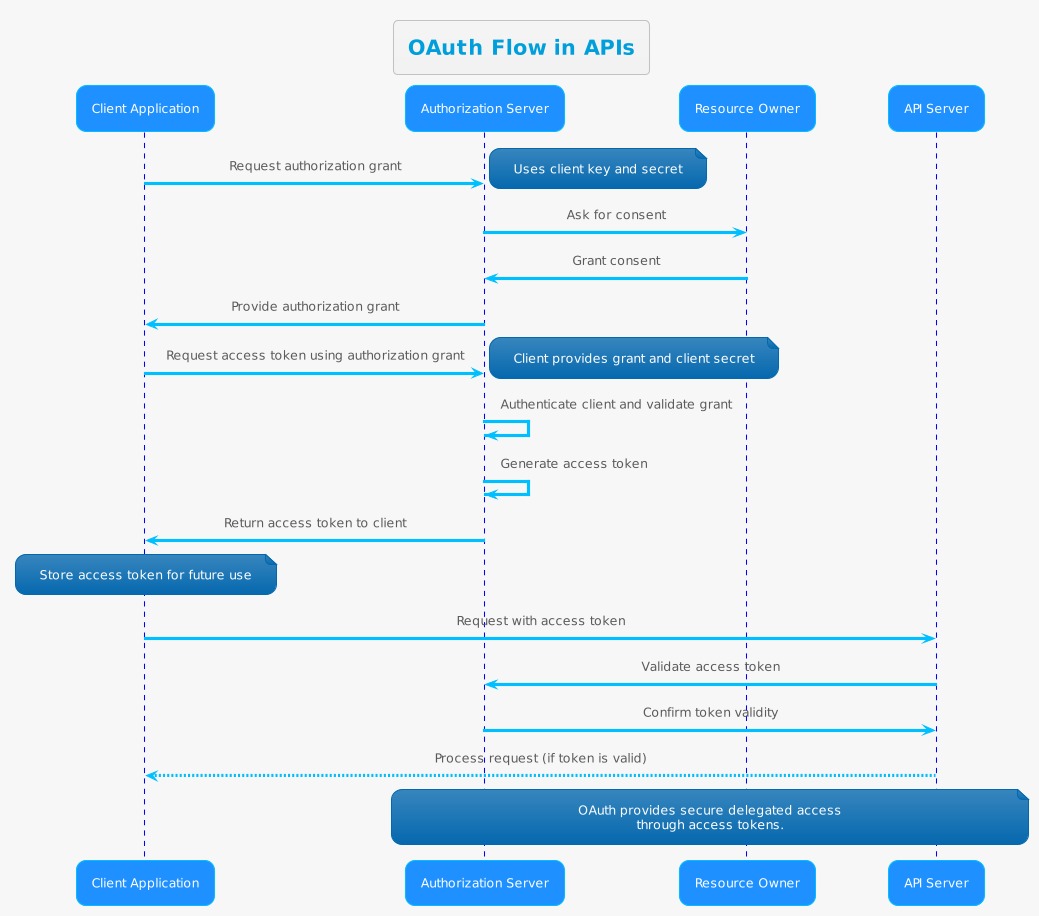 OAuth Flow in APIs
Client Application
Authorization Server
Resource Owner
API Server
Request authorization grant
Uses client key and secret
Ask for consent
Grant consent
Provide authorization grant
Request access token using authorization grant
Client provides grant and client secret
Authenticate client and validate grant
Generate access token
Return access token to client
Store access token for future use
Request with access token
Validate access token
Confirm token validity
Process request (if token is valid)
OAuth provides secure delegated access
through access tokens.
Client Application
Authorization Server
Resource Owner
API Server